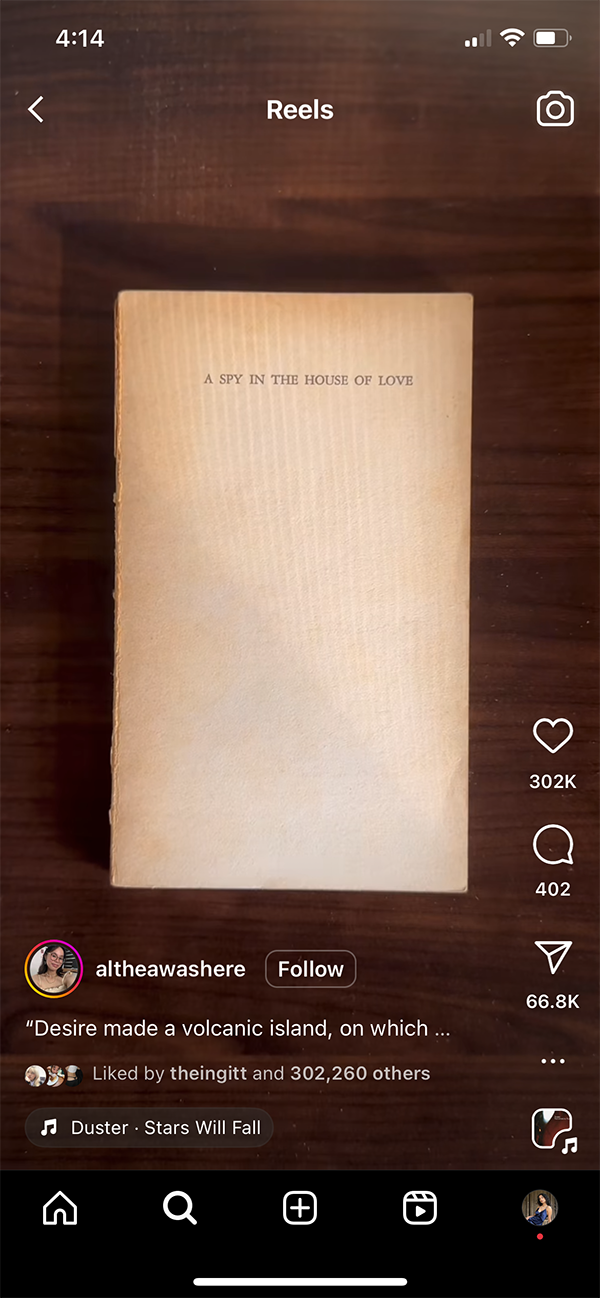 4:14
Reels
A SPY IN THE HOUSE OF LOVE
302K
402
altheawashere Follow
66.8K
“Desire made a volcanic island, on which ...
Liked by theingitt and 302,260 others
Duster · Stars Will Fall